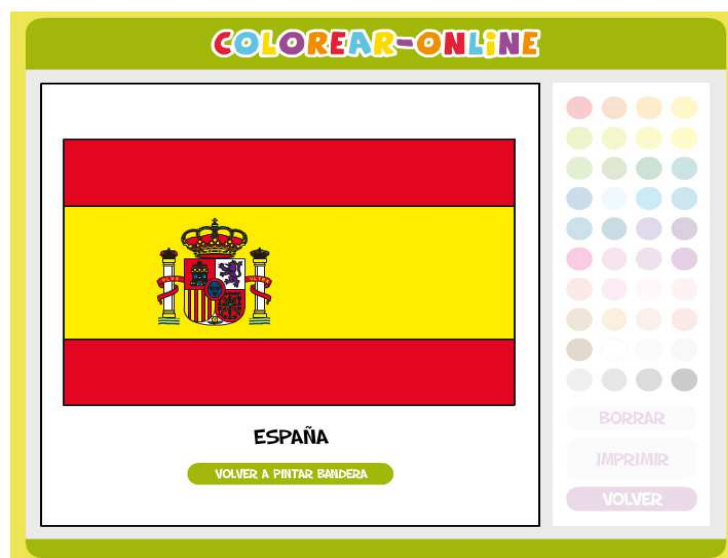 COLOREAR-ONLINE
ESPAÑA
VOLVER A PINTAR BANDERA
BORRAR
IMPRIMIR
VOLVER